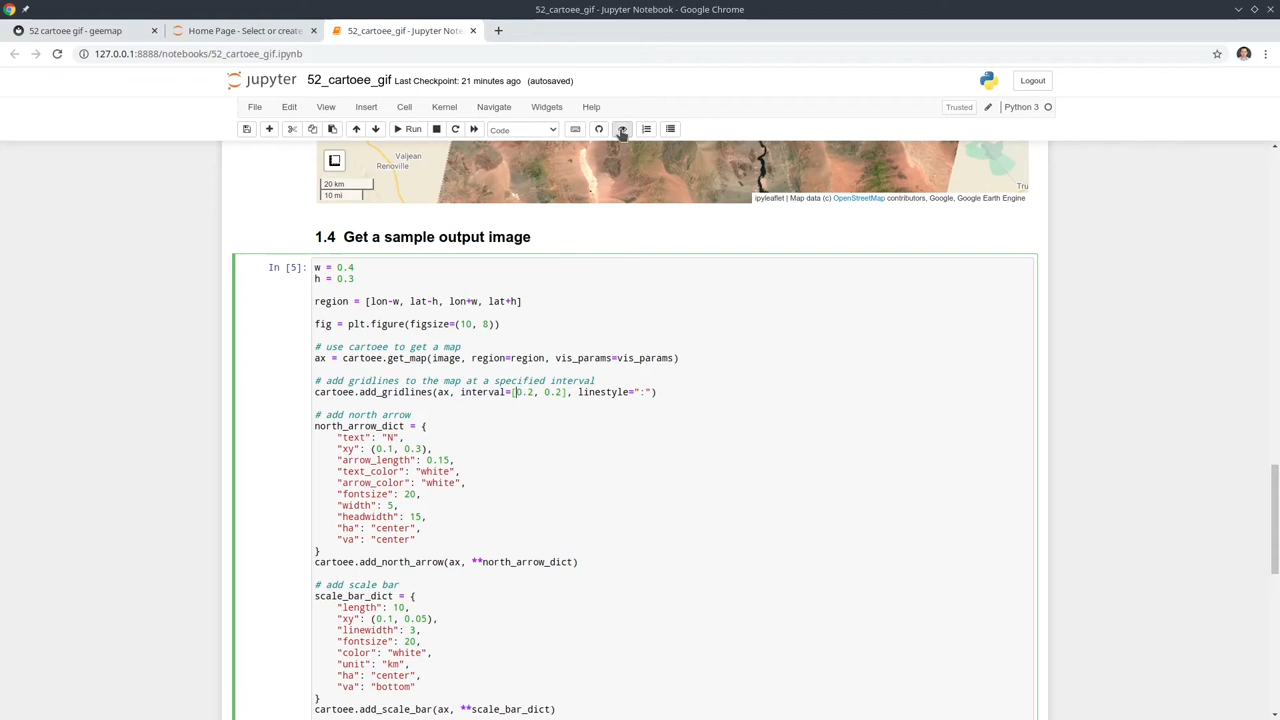 52_cartoee_gif - Jupyter Notebook - Google Chrome
52 cartoee gif - geemap
Home Page - Select or create
52_cartoee_gif - Jupyter Note
127.0.0.1:8888/notebooks/52_cartoee_gif.ipynb
jupyter 52_cartoee_gif Last Checkpoint: 21 minutes ago (autosaved)
Logout
File Edit View Insert Cell Kernel Navigate Widgets Help
Trusted
Python 3
Run
Code
Valjean
Renoville
20 km
10 mi
Tru
ipyleaflet | Map data (c) OpenStreetMap contributors, Google, Google Earth Engine
1.4 Get a sample output image
In [5]:
w = 0.4
h = 0.3
region = [lon-w, lat-h, lon+w, lat+h]
fig = plt.figure(figsize=(10, 8))
# use cartoee to get a map
ax = cartoee.get_map(image, region=region, vis_params=vis_params)
# add gridlines to the map at a specified interval
cartoee.add_gridlines(ax, interval=[0.2, 0.2], linestyle=":")
# add north arrow
north_arrow_dict = {
"text": "N",
"xy": (0.1, 0.3),
"arrow_length": 0.15,
"text_color": "white",
"arrow_color": "white",
"fontsize": 20,
"width": 5,
"headwidth": 15,
"ha": "center",
"va": "center"
}
cartoee.add_north_arrow(ax, **north_arrow_dict)
# add scale bar
scale_bar_dict = {
"length": 10,
"xy": (0.1, 0.05),
"linewidth": 3,
"fontsize": 20,
"color": "white",
"unit": "km",
"ha": "center",
"va": "bottom"
}
cartoee.add_scale_bar(ax, **scale_bar_dict)